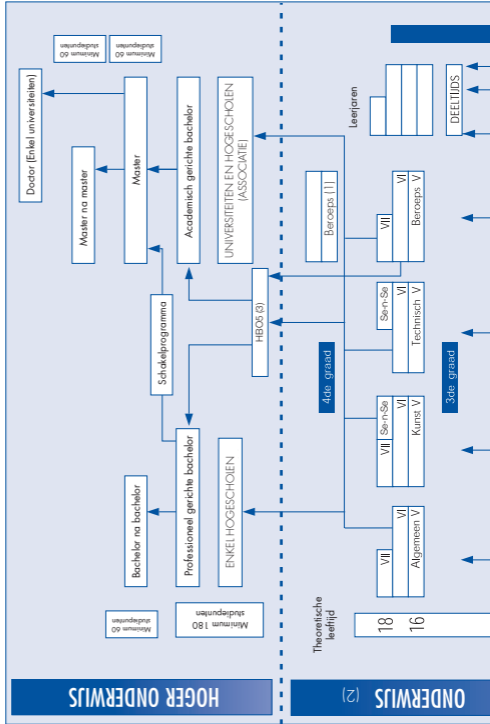 Minimum 60
studiepunten
Minimum 60
studiepunten
Doctor (Enkel universiteiten)
Master na master
Master
Academisch gerichte bachelor
UNIVERSITEITEN EN HOGESCHOLEN
(ASSOCIATIE)
Schakelprogramma
HBO5 (3)
Bachelor na bachelor
Professioneel gerichte bachelor
ENKEL HOGESCHOLEN
Minimum 60
studiepunten
Minimum 180
studiepunten
HOGER ONDERWIJS
Leerjaren
DEELTIJDS
Beroeps (1)
VII
VI
Beroeps V
Se-n-Se
VI
Technisch V
4de graad
3de graad
VII
Se-n-Se
VI
Kunst V
VII
VI
Algemeen V
Theoretische
leeftijd
18
16
ONDERWIJS (2)